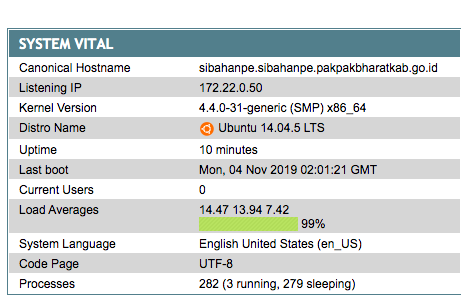 SYSTEM VITAL
Canonical Hostname sibahanpe.sibahanpe.pakpakbharatkab.go.id
Listening IP 172.22.0.50
Kernel Version 4.4.0-31-generic (SMP) x86_64
Distro Name Ubuntu 14.04.5 LTS
Uptime 10 minutes
Last boot Mon, 04 Nov 2019 02:01:21 GMT
Current Users 0
Load Averages 14.47 13.94 7.42
99%
System Language English United States (en_US)
Code Page UTF-8
Processes 282 (3 running, 279 sleeping)